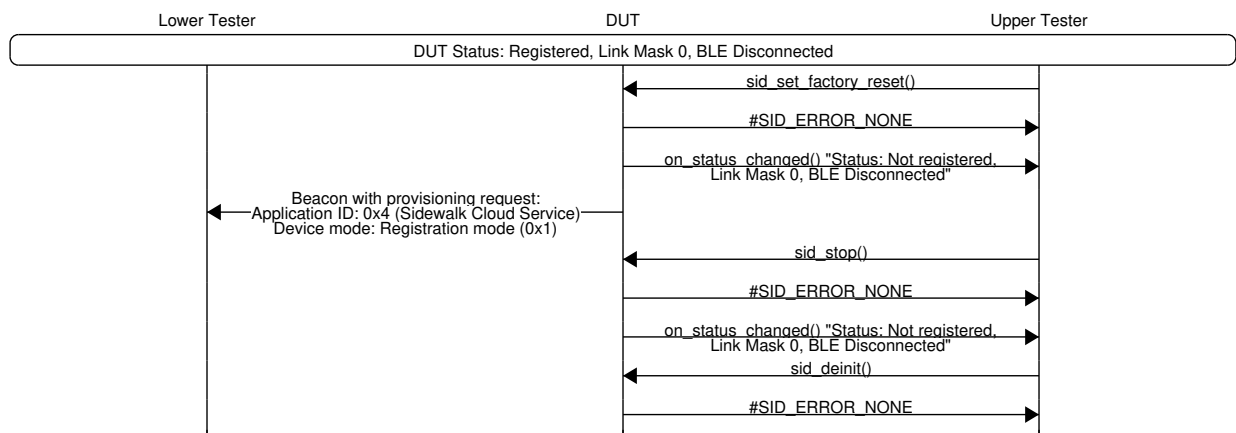 Lower Tester DUT Upper Tester
DUT Status: Registered, Link Mask 0, BLE Disconnected
sid_set_factory_reset()
#SID_ERROR_NONE
on_status_changed() "Status: Not registered,
Link Mask 0, BLE Disconnected"
Beacon with provisioning request:
Application ID: 0x4 (Sidewalk Cloud Service)
Device mode: Registration mode (0x1)
sid_stop()
#SID_ERROR_NONE
on_status_changed() "Status: Not registered,
Link Mask 0, BLE Disconnected"
sid_deinit()
#SID_ERROR_NONE